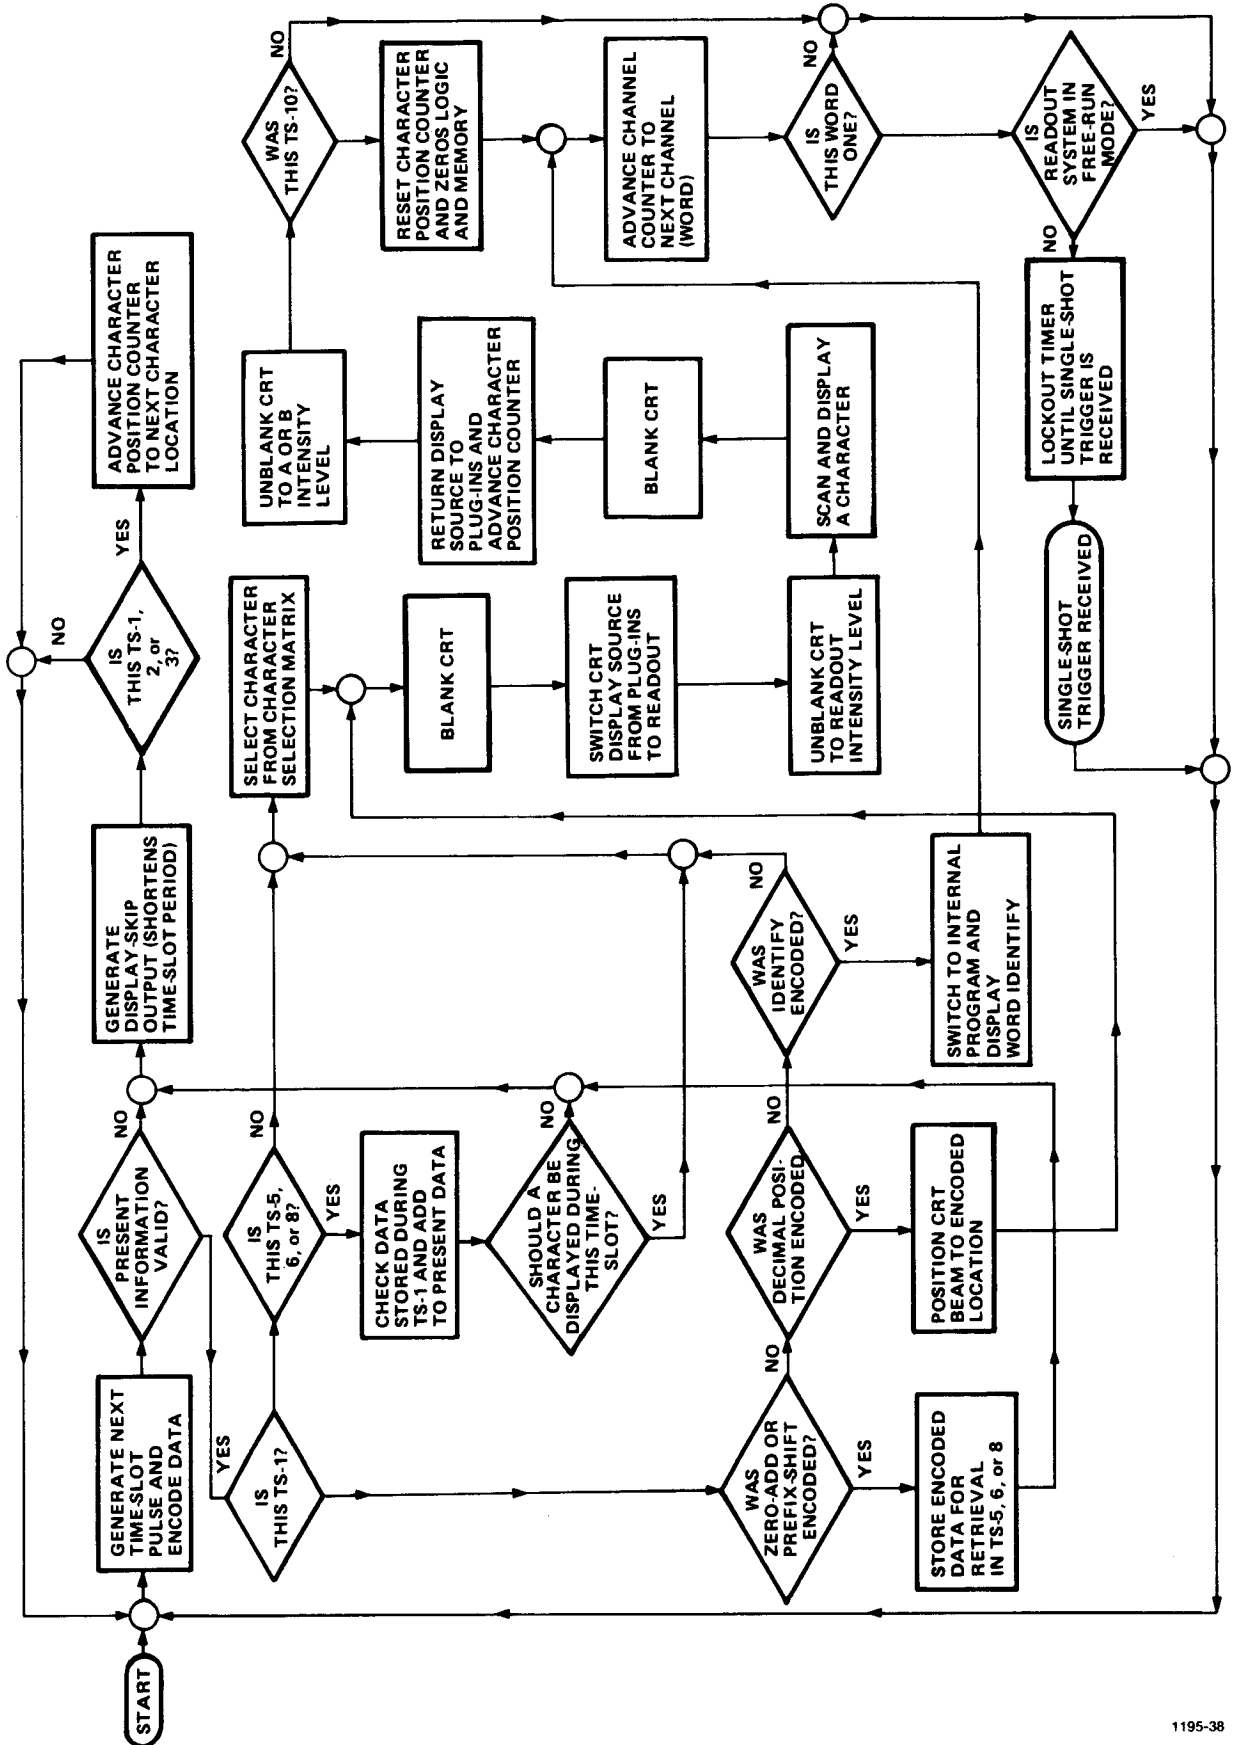 START
GENERATE NEXT
TIME-SLOT
PULSE AND
ENCODE DATA
IS
PRESENT
INFORMATION
VALID?
NO
YES
GENERATE
DISPLAY-SKIP
OUTPUT (SHORTENS
TIME-SLOT PERIOD)
IS
THIS TS-1,
2, or
3?
NO
YES
ADVANCE CHARACTER
POSITION COUNTER
TO NEXT CHARACTER
LOCATION
IS
THIS TS-1?
IS
THIS TS-5,
6, or 8?
NO
YES
CHECK DATA
STORED DURING
TS-1 AND ADD
TO PRESENT DATA
SHOULD A
CHARACTER BE
DISPLAYED DURING
THIS TIME-
SLOT?
NO
YES
WAS
ZERO-ADD OR
PREFIX-SHIFT
ENCODED?
NO
YES
STORE ENCODED
DATA FOR
RETRIEVAL
IN TS-5, 6, or 8
WAS
DECIMAL POSI-
TION ENCODED
NO
YES
POSITION CRT
BEAM TO ENCODED
LOCATION
WAS
IDENTIFY
ENCODED?
NO
YES
SWITCH TO INTERNAL
PROGRAM AND
DISPLAY
WORD IDENTIFY
SELECT CHARACTER
FROM CHARACTER
SELECTION MATRIX
BLANK CRT
SWITCH CRT
DISPLAY SOURCE
FROM PLUG-INS
TO READOUT
UNBLANK CRT
TO READOUT
INTENSITY LEVEL
SCAN AND DISPLAY
A CHARACTER
BLANK CRT
RETURN DISPLAY
SOURCE TO
PLUG-INS AND
ADVANCE CHARACTER
POSITION COUNTER
UNBLANK CRT
TO A OR B
INTENSITY
LEVEL
WAS
THIS TS-10?
NO
RESET CHARACTER
POSITION COUNTER
AND ZEROS LOGIC
AND MEMORY
ADVANCE CHANNEL
COUNTER TO
NEXT CHANNEL
(WORD)
IS
THIS WORD
ONE?
NO
IS
READOUT
SYSTEM IN
FREE-RUN
MODE?
YES
NO
LOCKOUT TIMER
UNTIL SINGLE-SHOT
TRIGGER IS
RECEIVED
SINGLE-SHOT
TRIGGER RECEIVED
1195-38